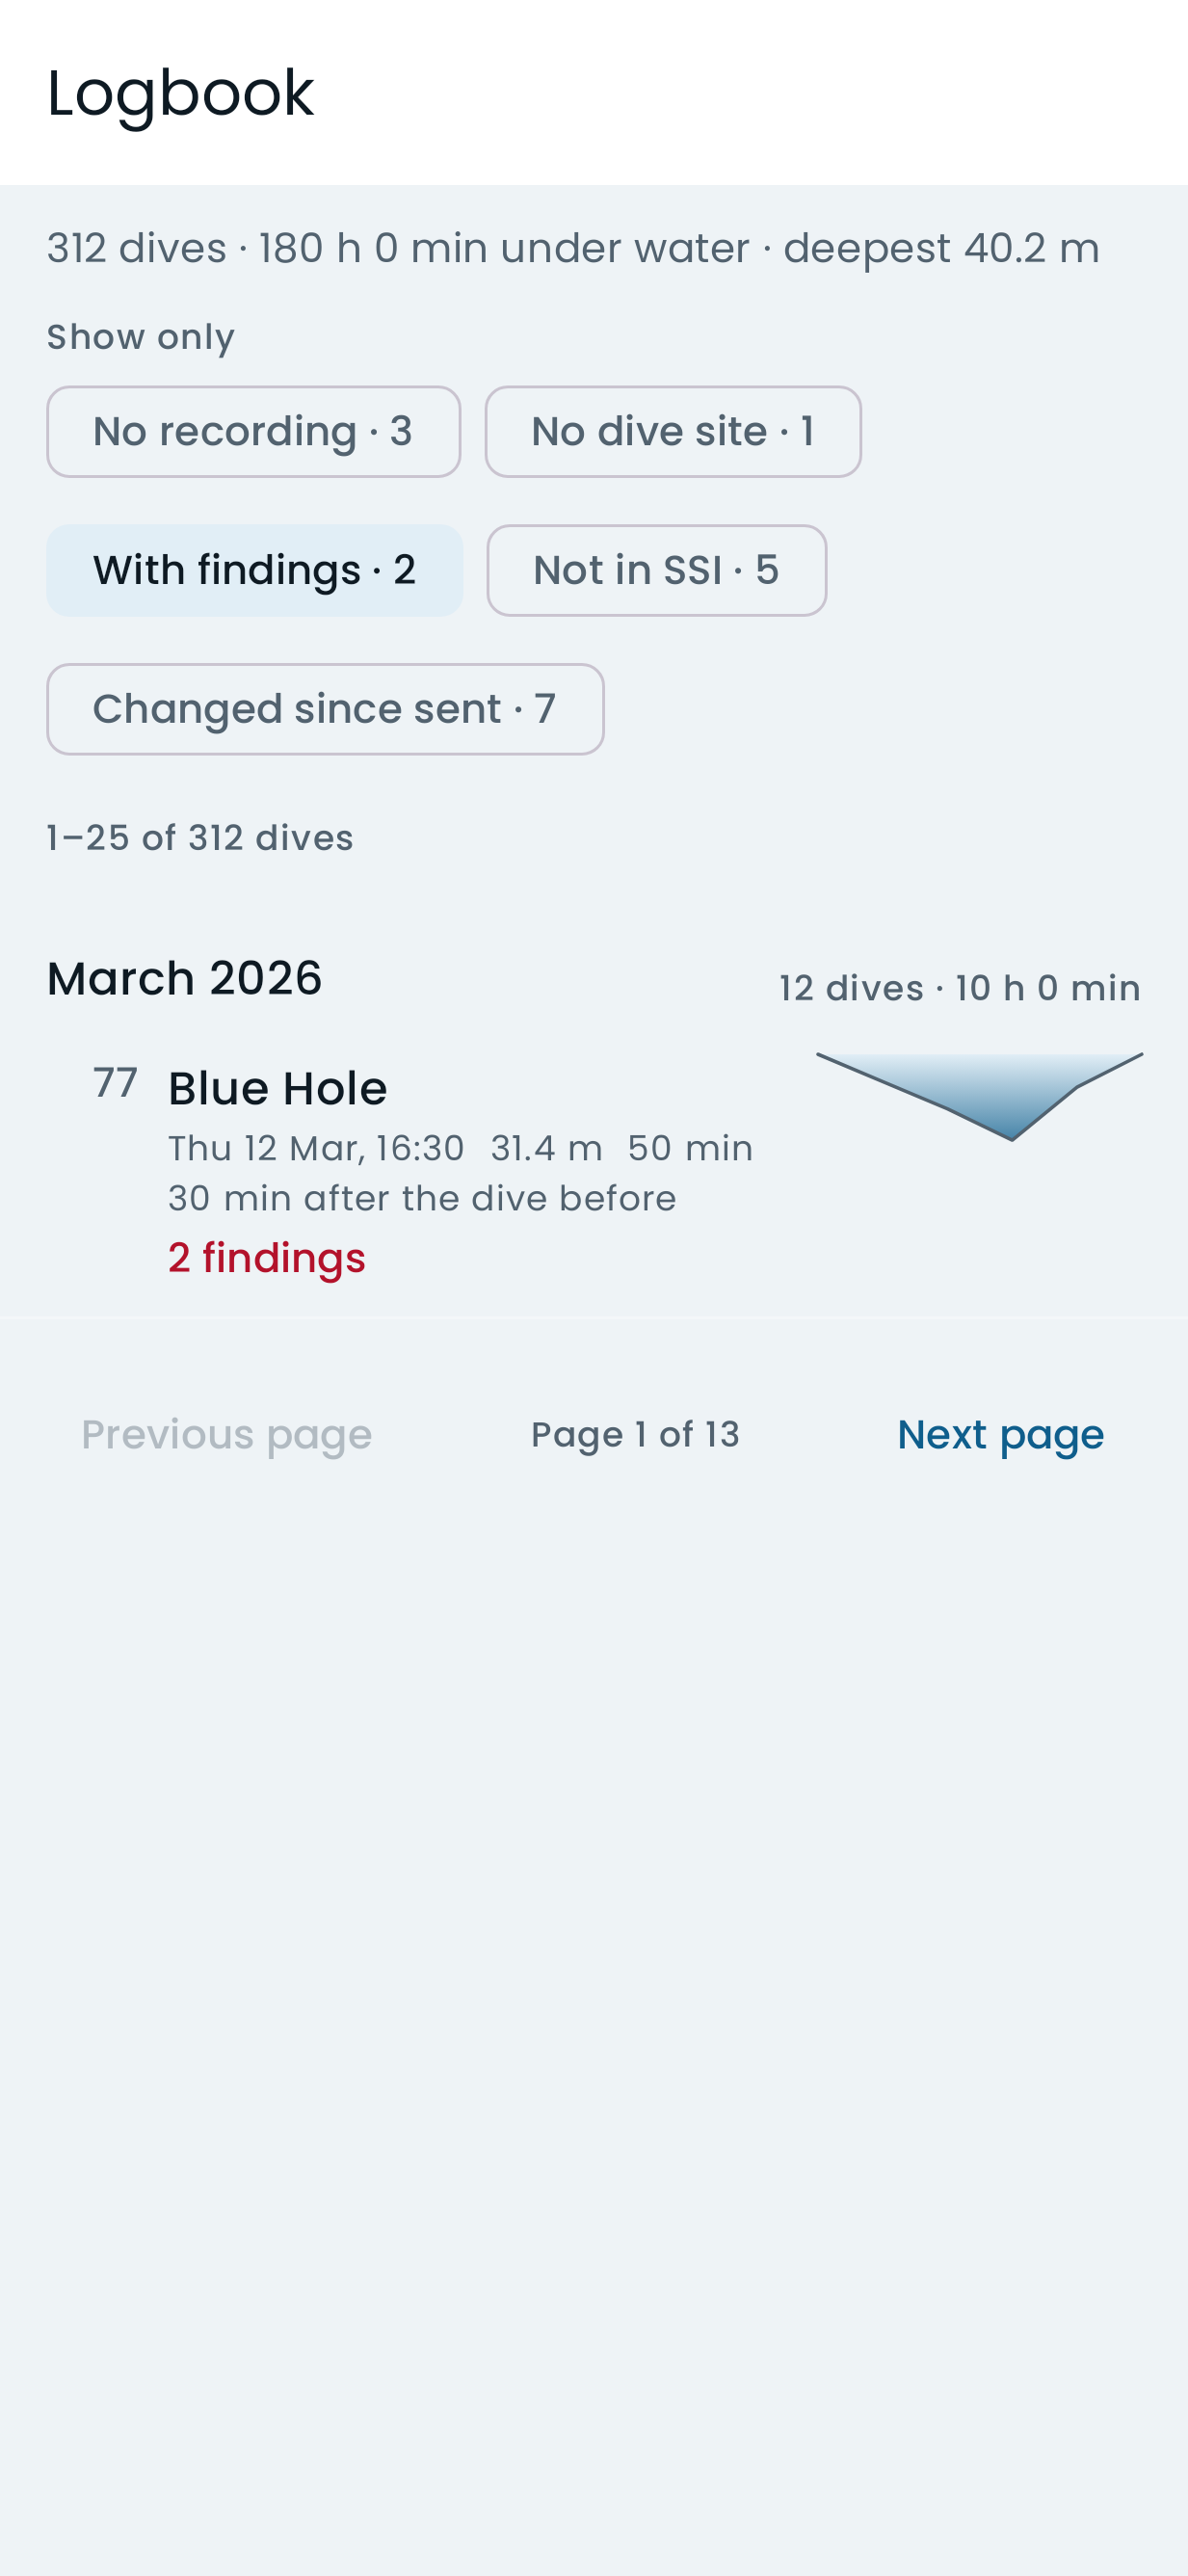 Logbook
312 dives · 180 h 0 min under water · deepest 40.2 m
Show only
No recording · 3
No dive site · 1
With findings · 2
Not in SSI · 5
Changed since sent · 7
1–25 of 312 dives
March 2026
12 dives · 10 h 0 min
77
Blue Hole
Thu 12 Mar, 16:30 31.4 m 50 min
30 min after the dive before
2 findings
Previous page
Page 1 of 13
Next page